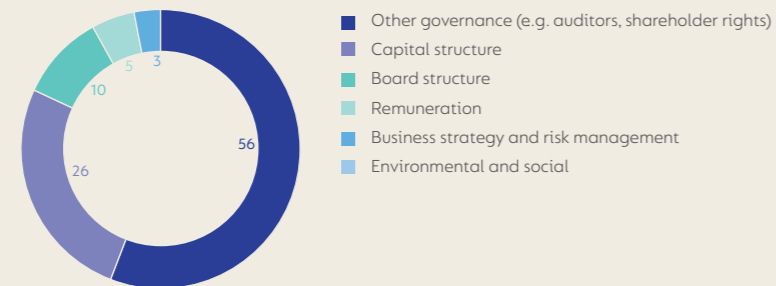 Other governance (e.g. auditors, shareholder rights)
Capital structure
Board structure
Remuneration
Business strategy and risk management
Environmental and social
3
5
10
56
26